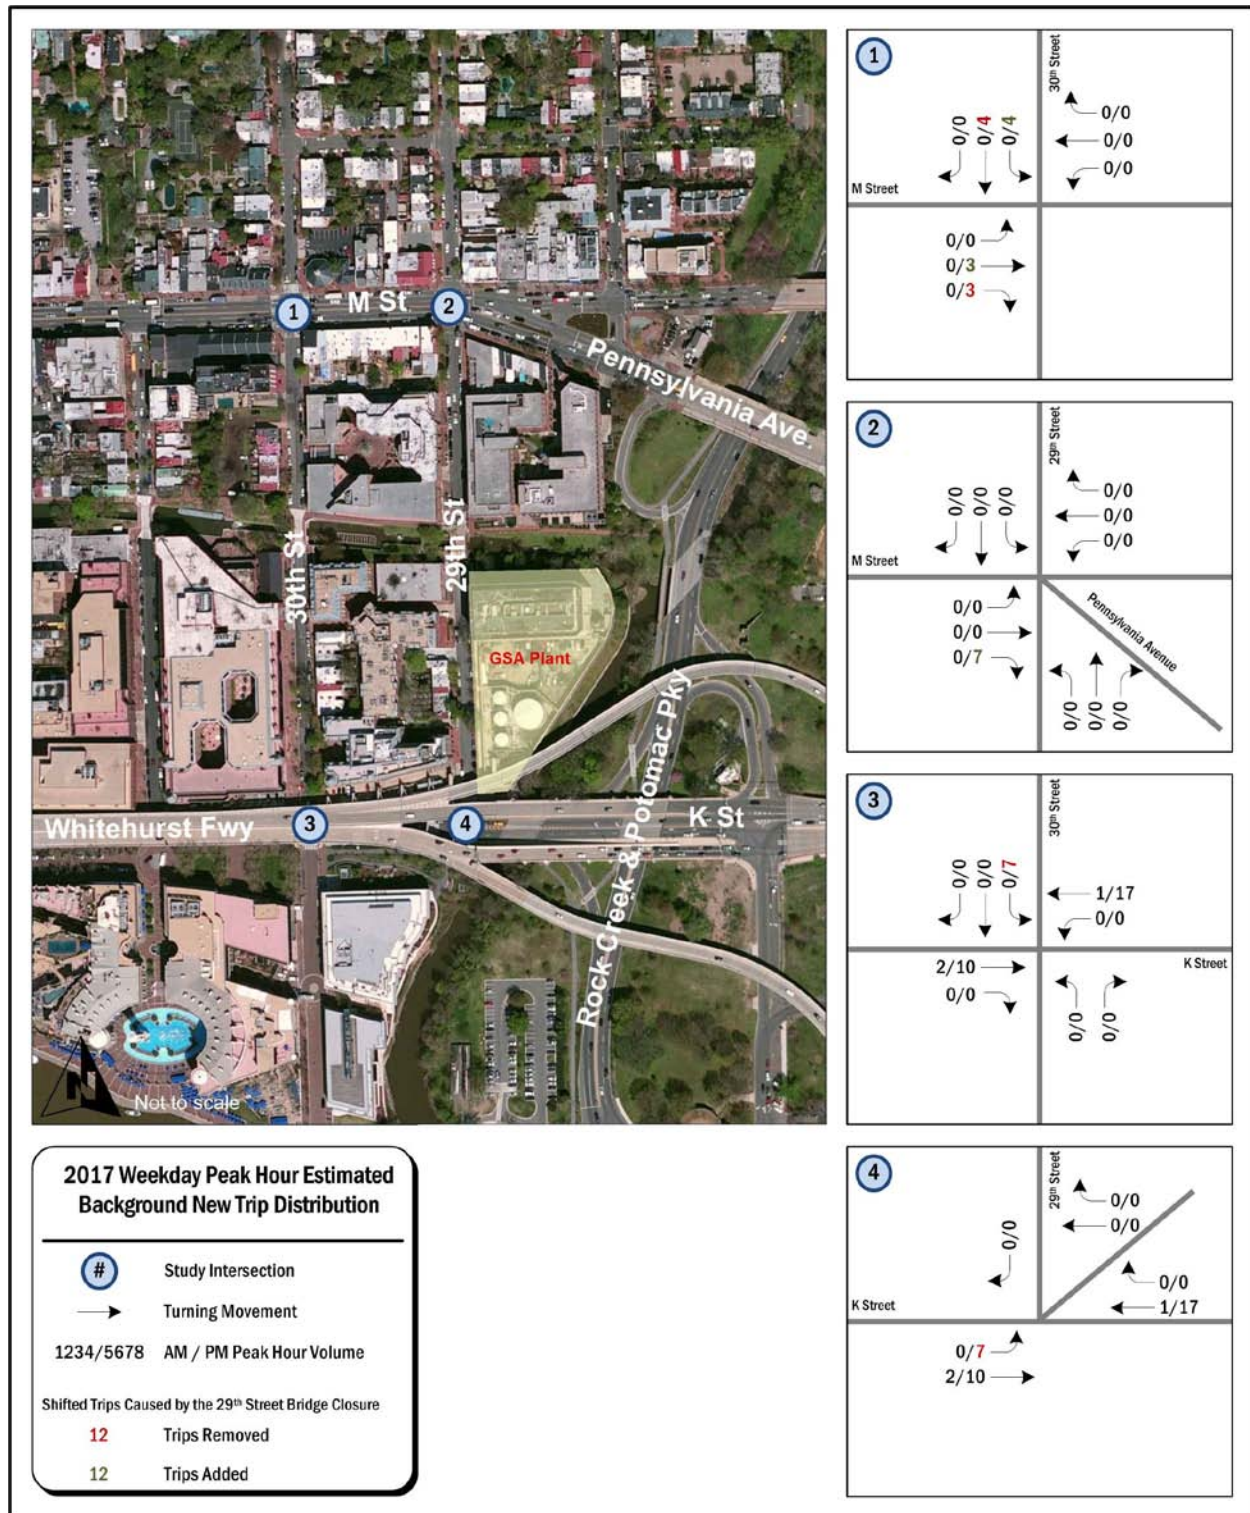 M St
1
2
Pennsylvania Ave.
30th St
29th St
GSA Plant
Rock Creek & Potomac Pky
Whitehurst Fwy
3
4
K St
N
Not to scale
1
30th Street
0/0
0/4
0/4
0/0
0/0
0/0
M Street
0/0
0/3
0/3
2
29th Street
0/0
0/0
0/0
0/0
0/0
0/0
M Street
0/0
0/0
0/7
Pennsylvania Avenue
0/0
0/0
0/0
3
30th Street
0/0
0/0
0/7
1/17
0/0
K Street
2/10
0/0
0/0
0/0
4
29th Street
0/0
0/0
0/0
0/0
1/17
K Street
0/7
2/10
2017 Weekday Peak Hour Estimated
Background New Trip Distribution
# Study Intersection
Turning Movement
1234/5678 AM / PM Peak Hour Volume
Shifted Trips Caused by the 29th Street Bridge Closure
12 Trips Removed
12 Trips Added